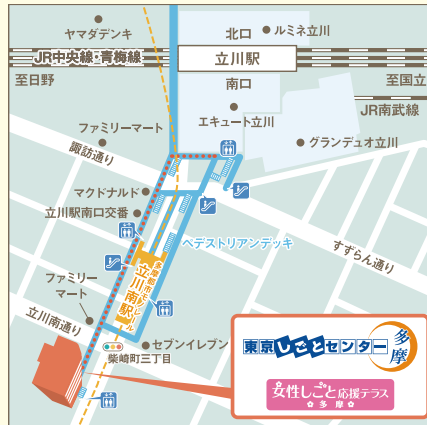 北口
ルミネ立川
ヤマダデンキ
JR中央線・青梅線
立川駅
至日野
至国立
南口
JR南武線
エキュート立川
ファミリーマート
グランデュオ立川
諏訪通り
マクドナルド
立川駅南口交番
ペデストリアンデッキ
すずらん通り
多摩都市モノレール
立川南駅
ファミリー
マート
立川南通り
セブンイレブン
柴崎町三丁目
東京しごとセンター多摩
女性しごと応援テラス
多摩